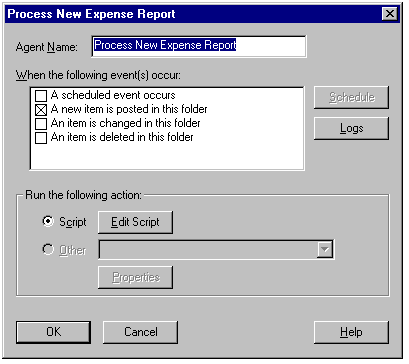 Process New Expense Report
Agent Name: Process New Expense Report
When the following event(s) occur:
A scheduled event occurs
A new item is posted in this folder
An item is changed in this folder
An item is deleted in this folder
Schedule
Logs
Run the following action:
Script Edit Script
Other
Properties
OK Cancel Help